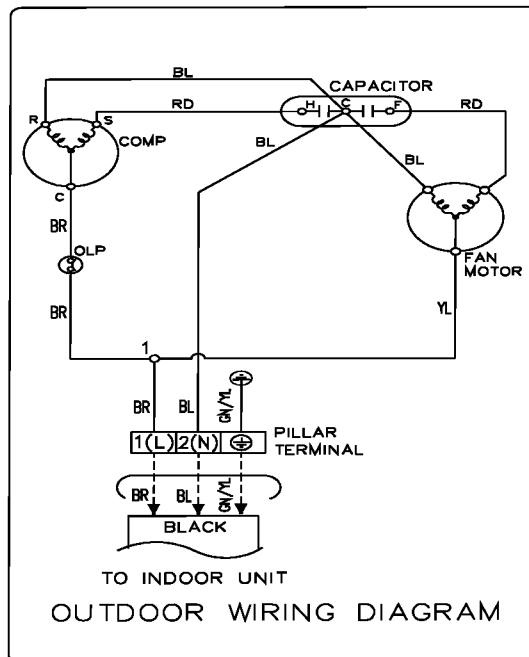 BL
CAPACITOR
RD
H C F
RD
R S
COMP
BL
BL
C
BR
OLP
FAN
MOTOR
BR
YL
1
BR BL GN/YL
1(L) 2(N)
PILLAR
TERMINAL
BR BL GN/YL
BLACK
TO INDOOR UNIT
OUTDOOR WIRING DIAGRAM